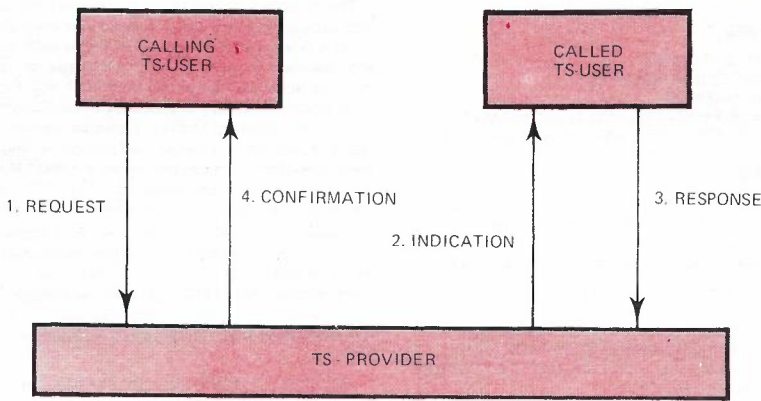 CALLING
TS-USER
CALLED
TS-USER
1. REQUEST
4. CONFIRMATION
2. INDICATION
3. RESPONSE
TS - PROVIDER